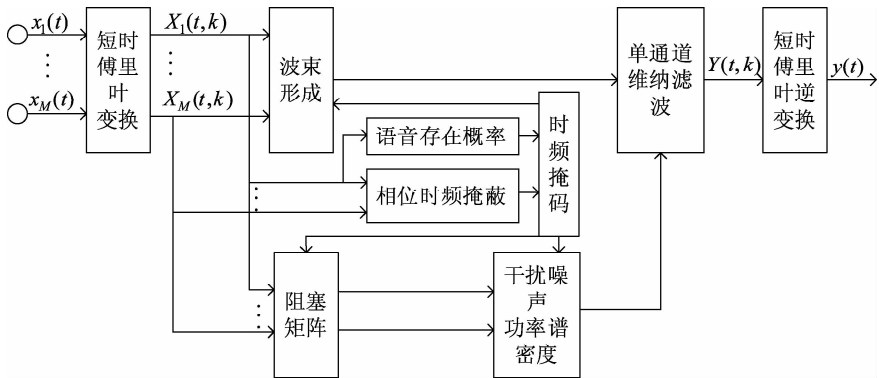 x₁(t)
⋮
x_M(t)
短时
傅里
叶
变换
X₁(t,k)
⋮
X_M(t,k)
波束
形成
语音存在概率
相位时频掩蔽
⋮
时
频
掩
码
单通道
维纳滤
波
Y(t,k)
短时
傅里
叶逆
变换
y(t)
⋮
阻塞
矩阵
干扰噪
声
功率谱
密度